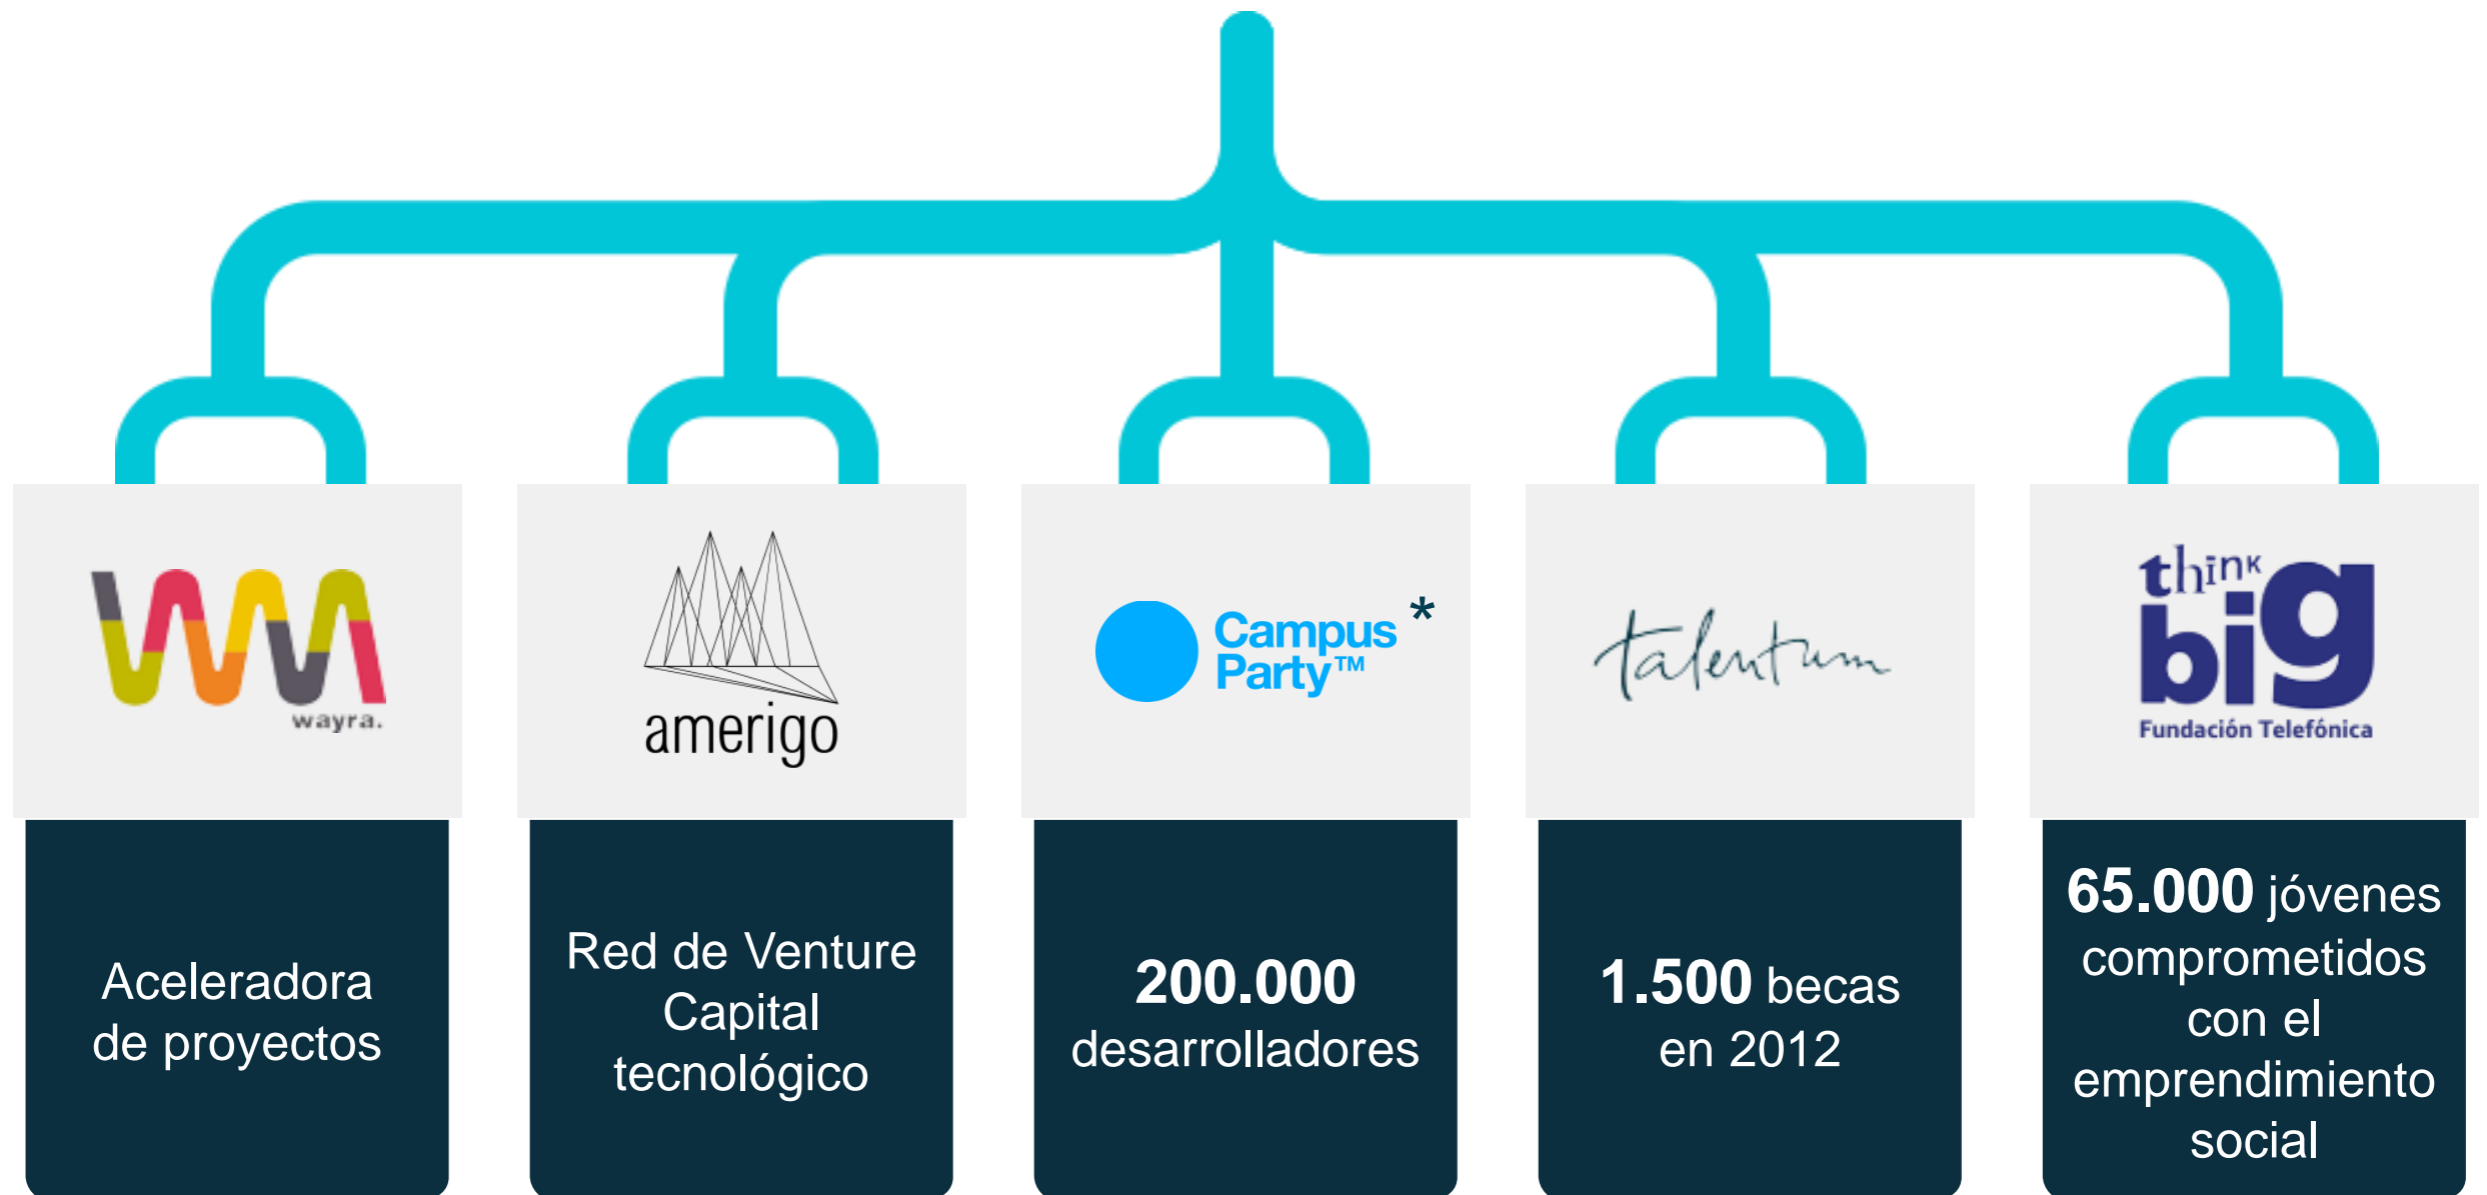 wayra.
Aceleradora
de proyectos
amerigo
Red de Venture
Capital
tecnológico
Campus *
Party™
200.000
desarrolladores
talentum
1.500 becas
en 2012
think
big
Fundación Telefónica
65.000 jóvenes
comprometidos
con el
emprendimiento
social